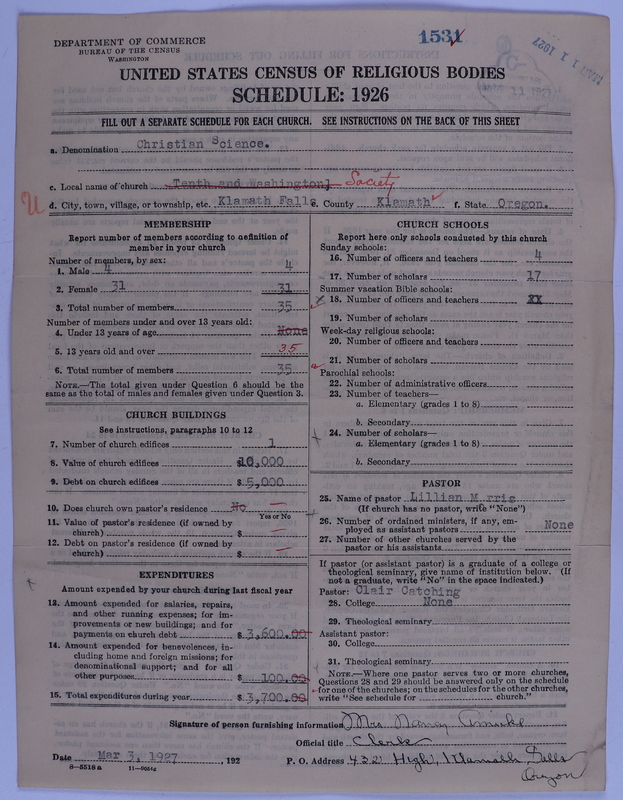 DEPARTMENT OF COMMERCE
BUREAU OF THE CENSUS
WASHINGTON
1531
MAR 11 1927
UNITED STATES CENSUS OF RELIGIOUS BODIES
SCHEDULE: 1926
FILL OUT A SEPARATE SCHEDULE FOR EACH CHURCH. SEE INSTRUCTIONS ON THE BACK OF THIS SHEET
a. Denomination Christian Science.
c. Local name of church Tenth and Washington] Society
d. City, town, village, or township, etc. Klamath Falls e. County Klamath f. State Oregon.
MEMBERSHIP
Report number of members according to definition of
member in your church
Number of members, by sex:
1. Male 4 4
2. Female 31 31
3. Total number of members 35
Number of members under and over 13 years old:
4. Under 13 years of age None
5. 13 years old and over 35
6. Total number of members 35
NOTE.—The total given under Question 6 should be the
same as the total of males and females given under Question 3.
CHURCH BUILDINGS
See instructions, paragraphs 10 to 12
7. Number of church edifices 1
8. Value of church edifices $16,000
9. Debt on church edifices $5,000
10. Does church own pastor's residence No —
Yes or No
11. Value of pastor's residence (if owned by
church) $ —
12. Debt on pastor's residence (if owned by
church) $ —
EXPENDITURES
Amount expended by your church during last fiscal year
13. Amount expended for salaries, repairs,
and other running expenses; for im-
provements or new buildings; and for
payments on church debt $3,600.00
14. Amount expended for benevolences, in-
cluding home and foreign missions; for
denominational support; and for all
other purposes $100.00
15. Total expenditures during year $3,700.00
CHURCH SCHOOLS
Report here only schools conducted by this church
Sunday schools:
16. Number of officers and teachers 4
17. Number of scholars 17
Summer vacation Bible schools:
18. Number of officers and teachers XX
19. Number of scholars
Week-day religious schools:
20. Number of officers and teachers
21. Number of scholars
Parochial schools:
22. Number of administrative officers
23. Number of teachers—
a. Elementary (grades 1 to 8)
b. Secondary
24. Number of scholars—
a. Elementary (grades 1 to 8)
b. Secondary
PASTOR
25. Name of pastor Lillian M rris
(If church has no pastor, write "None")
26. Number of ordained ministers, if any, em-
ployed as assistant pastors None
27. Number of other churches served by the
pastor or his assistants
If pastor (or assistant pastor) is a graduate of a college or
theological seminary, give name of institution below. (If
not a graduate, write "No" in the space indicated.)
Pastor: Clair Catching
28. College None
29. Theological seminary
Assistant pastor:
30. College
31. Theological seminary
NOTE.—Where one pastor serves two or more churches,
Questions 28 and 29 should be answered only on the schedule
for one of the churches; on the schedules for the other churches,
write "See schedule for church."
Signature of person furnishing information Mrs Nancy
Official title Clerk
Date Mar 3, 1927, 192 P. O. Address 432 High, Klamath Falls
Oregon
8-5518a 11-9024g